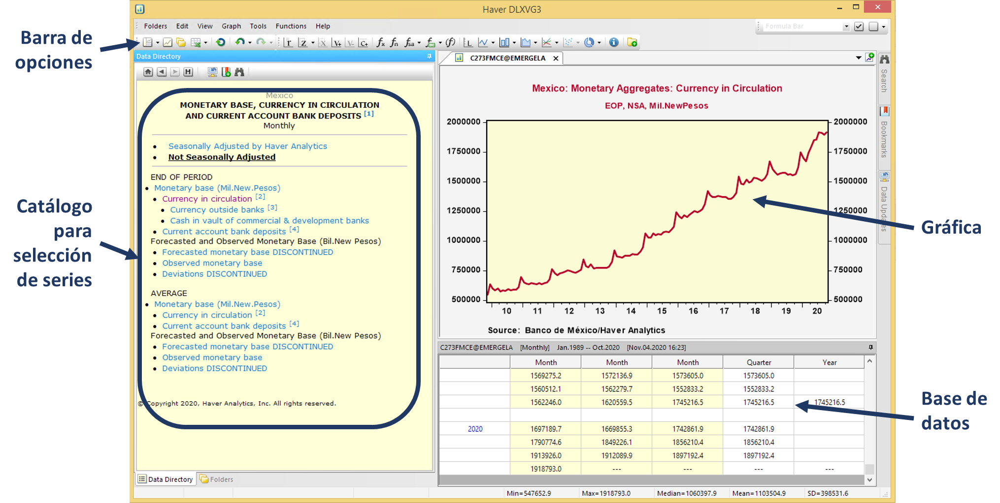 Haver DLXVG3
Folders Edit View Graph Tools Functions Help
Formula Bar
Barra de
opciones
Data Directory
Mexico
MONETARY BASE, CURRENCY IN CIRCULATION
AND CURRENT ACCOUNT BANK DEPOSITS [1]
Monthly
Seasonally Adjusted by Haver Analytics
Not Seasonally Adjusted
END OF PERIOD
Monetary base (Mil.New.Pesos)
Currency in circulation [2]
Currency outside banks [3]
Cash in vault of commercial & development banks
Current account bank deposits [4]
Forecasted and Observed Monetary Base (Bil.New Pesos)
Forecasted monetary base DISCONTINUED
Observed monetary base
Deviations DISCONTINUED
AVERAGE
Monetary base (Mil.New.Pesos)
Currency in circulation [2]
Current account bank deposits [4]
Forecasted and Observed Monetary Base (Bil.New Pesos)
Forecasted monetary base DISCONTINUED
Observed monetary base
Deviations DISCONTINUED
© Copyright 2020, Haver Analytics, Inc. All rights reserved.
Data Directory Folders
Catálogo
para
selección
de series
C273FMCE@EMERGELA
Mexico: Monetary Aggregates: Currency in Circulation
EOP, NSA, Mil.NewPesos
2000000 2000000
1750000 1750000
1500000 1500000
1250000 1250000
1000000 1000000
750000 750000
500000 500000
10 11 12 13 14 15 16 17 18 19 20
Source: Banco de México/Haver Analytics
Search
Bookmarks
Data Updates
Gráfica
C273FMCE@EMERGELA [Monthly] Jan.1989 -- Oct.2020 [Nov.04.2020 16:23]
Month Month Month Quarter Year
1569275.2 1572136.9 1573605.0 1573605.0
1560512.1 1562279.7 1552833.2 1552833.2
1562246.0 1620559.5 1745216.5 1745216.5 1745216.5
2020 1697189.7 1669855.3 1742861.9 1742861.9
1790774.6 1849226.1 1856210.4 1856210.4
1913926.0 1912089.9 1897192.4 1897192.4
1918793.0 --- --- --- ---
Base de
datos
Min=547652.9 Max=1918793.0 Median=1060397.9 Mean=1103504.9 SD=398531.6